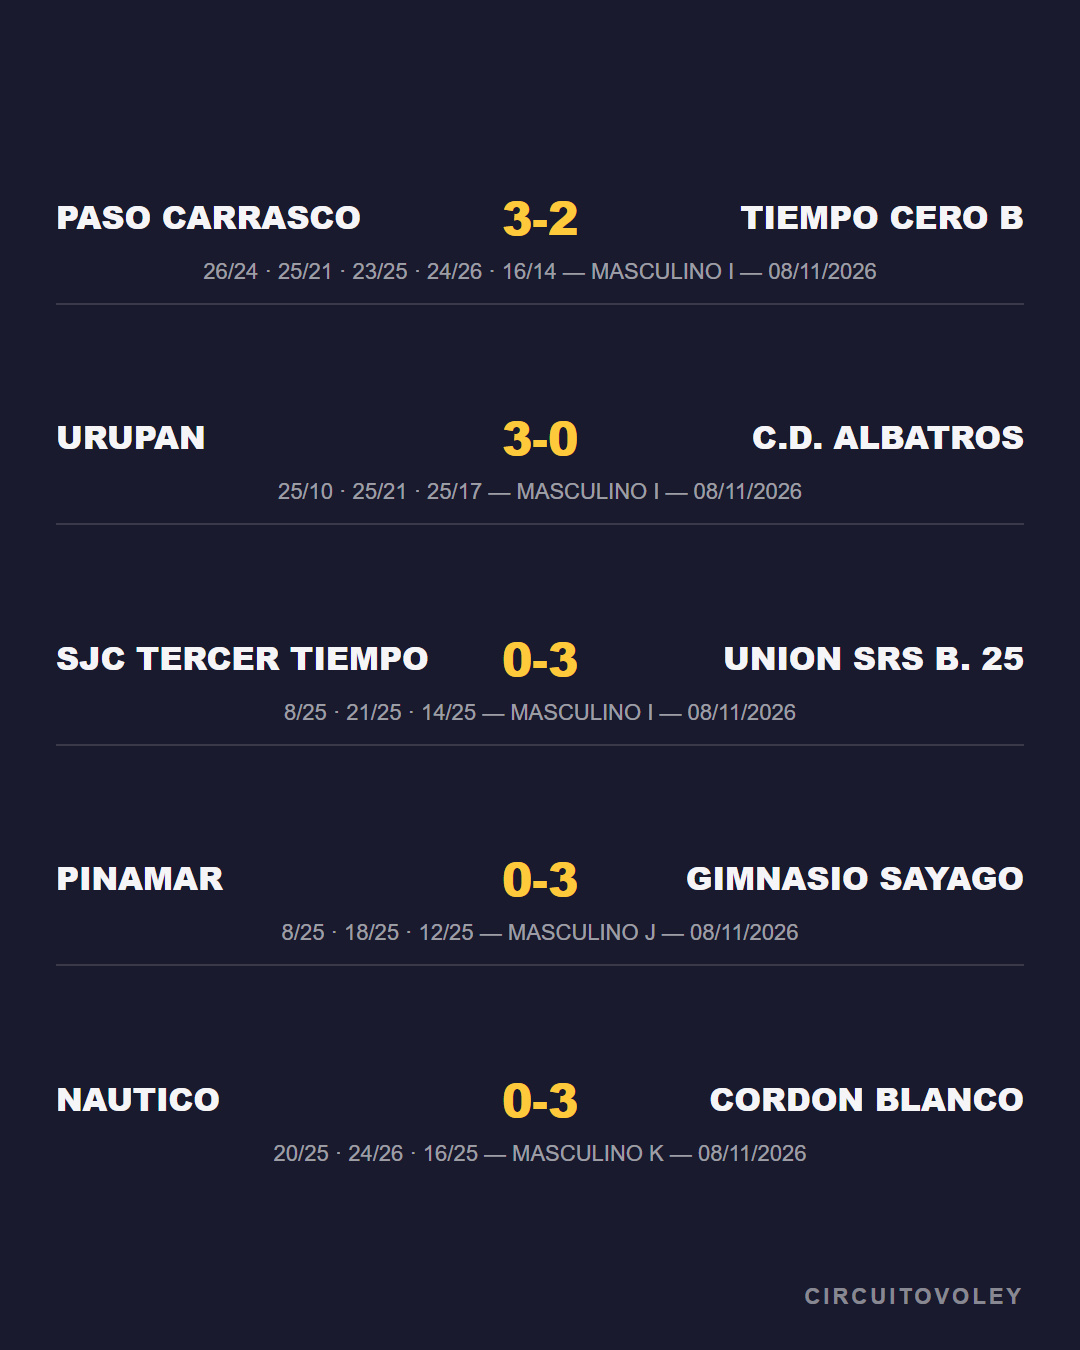 PASO CARRASCO 3-2 TIEMPO CERO B
26/24 · 25/21 · 23/25 · 24/26 · 16/14 — MASCULINO I — 08/11/2026
URUPAN 3-0 C.D. ALBATROS
25/10 · 25/21 · 25/17 — MASCULINO I — 08/11/2026
SJC TERCER TIEMPO 0-3 UNION SRS B. 25
8/25 · 21/25 · 14/25 — MASCULINO I — 08/11/2026
PINAMAR 0-3 GIMNASIO SAYAGO
8/25 · 18/25 · 12/25 — MASCULINO J — 08/11/2026
NAUTICO 0-3 CORDON BLANCO
20/25 · 24/26 · 16/25 — MASCULINO K — 08/11/2026
CIRCUITOVOLEY